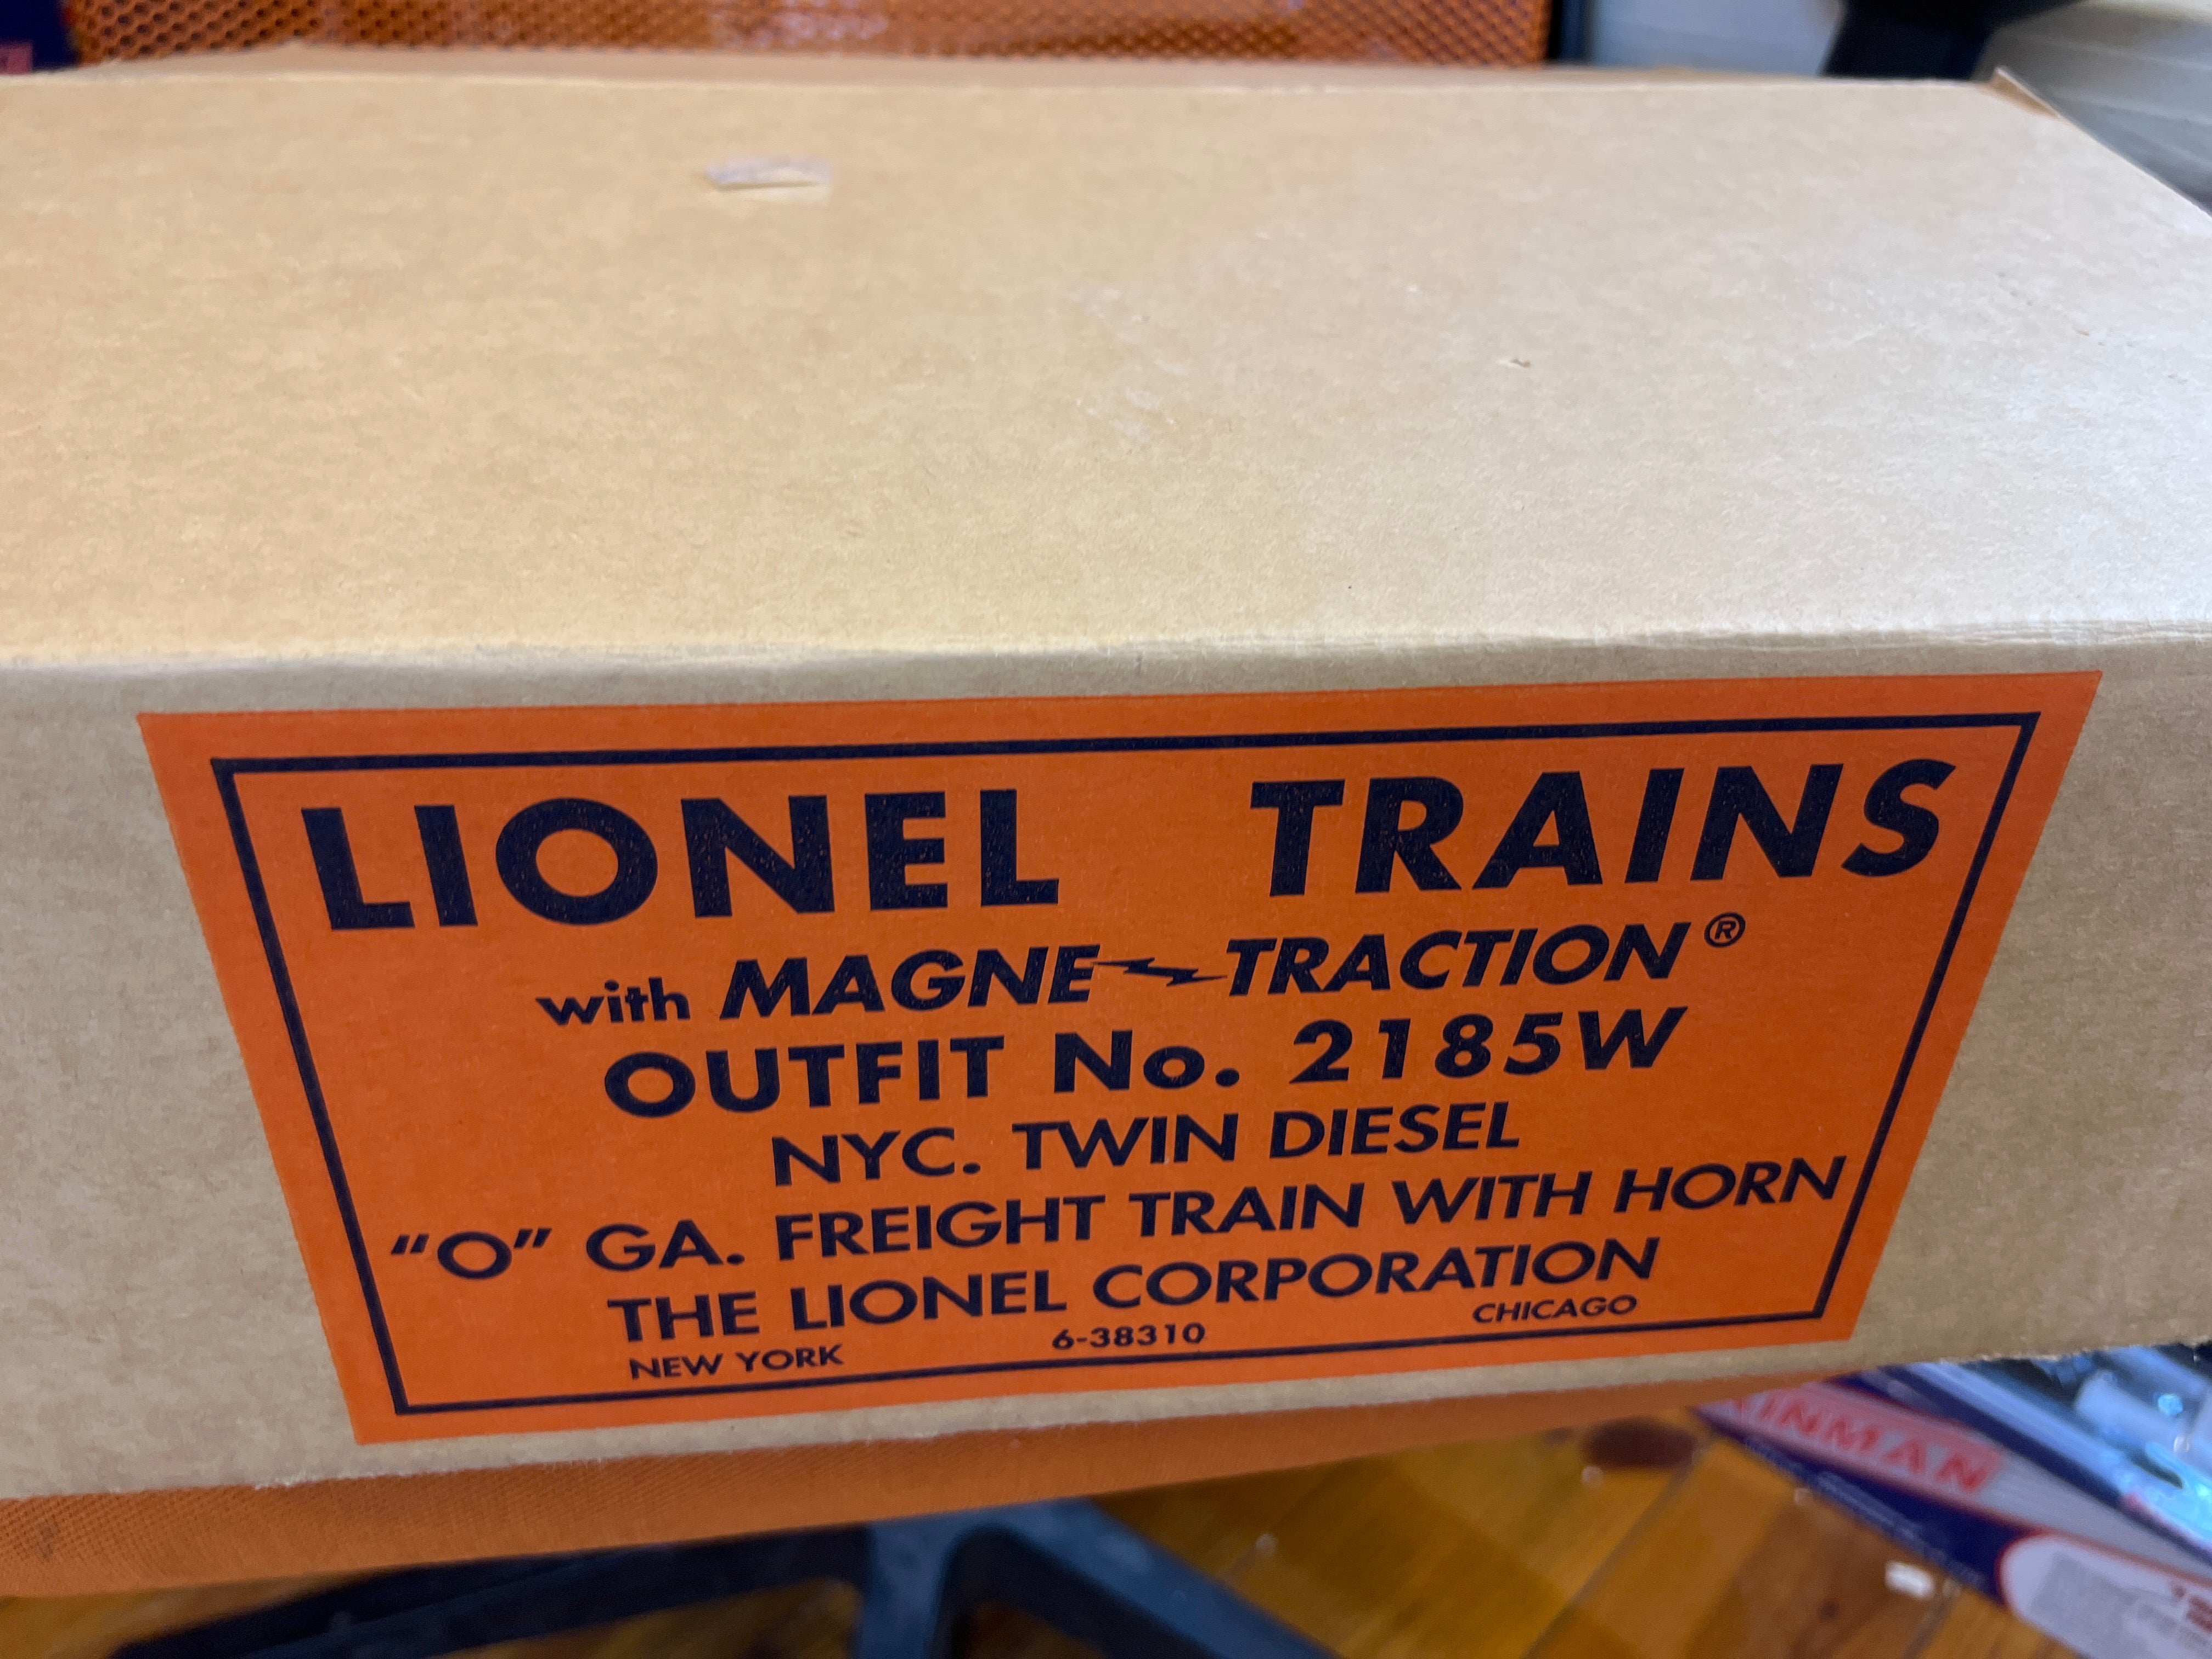 LIONEL TRAINS
with MAGNE-TRACTION®
OUTFIT No. 2185W
NYC. TWIN DIESEL
"O" GA. FREIGHT TRAIN WITH HORN
THE LIONEL CORPORATION
NEW YORK 6-38310 CHICAGO